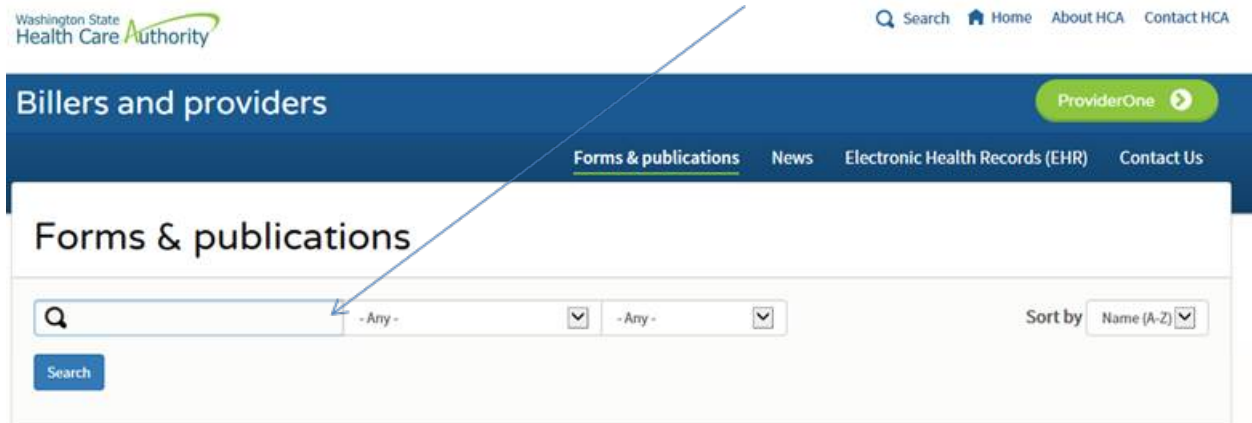 Washington State
Health Care Authority
Search Home About HCA Contact HCA
Billers and providers
ProviderOne
Forms & publications News Electronic Health Records (EHR) Contact Us
Forms & publications
- Any - - Any - Sort by Name (A-Z)
Search